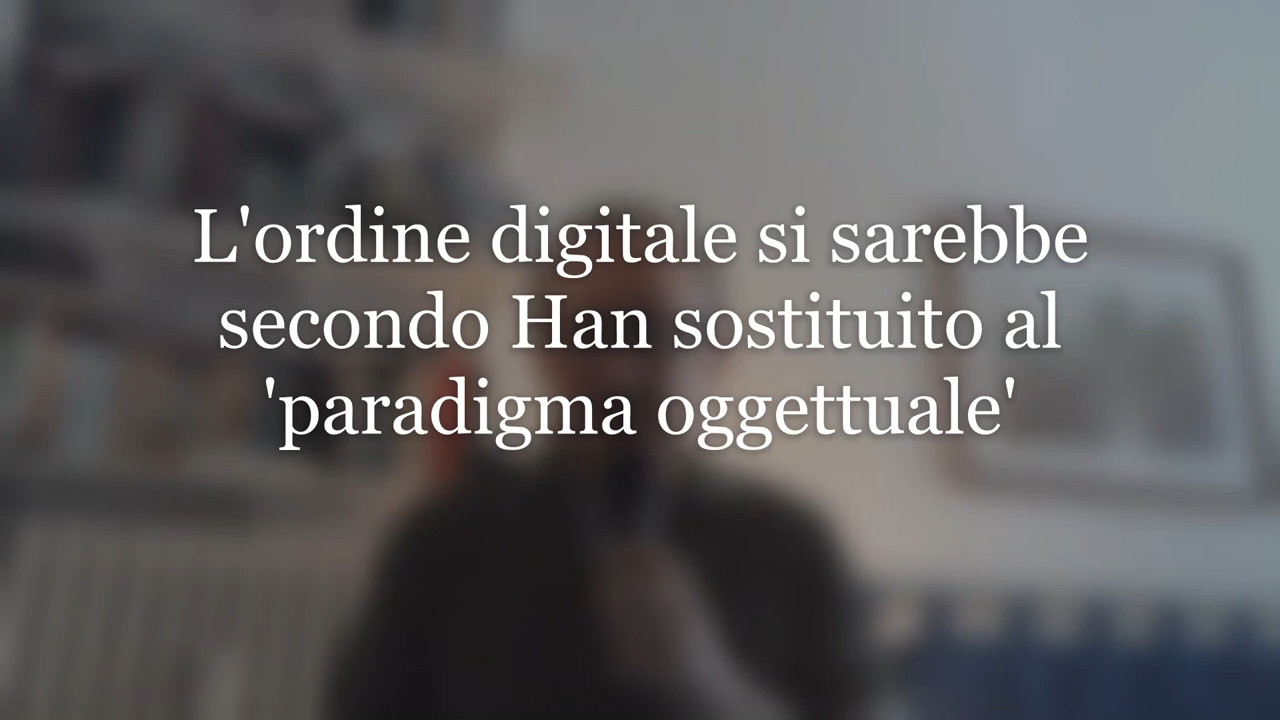 L'ordine digitale si sarebbe
secondo Han sostituito al
'paradigma oggettuale'